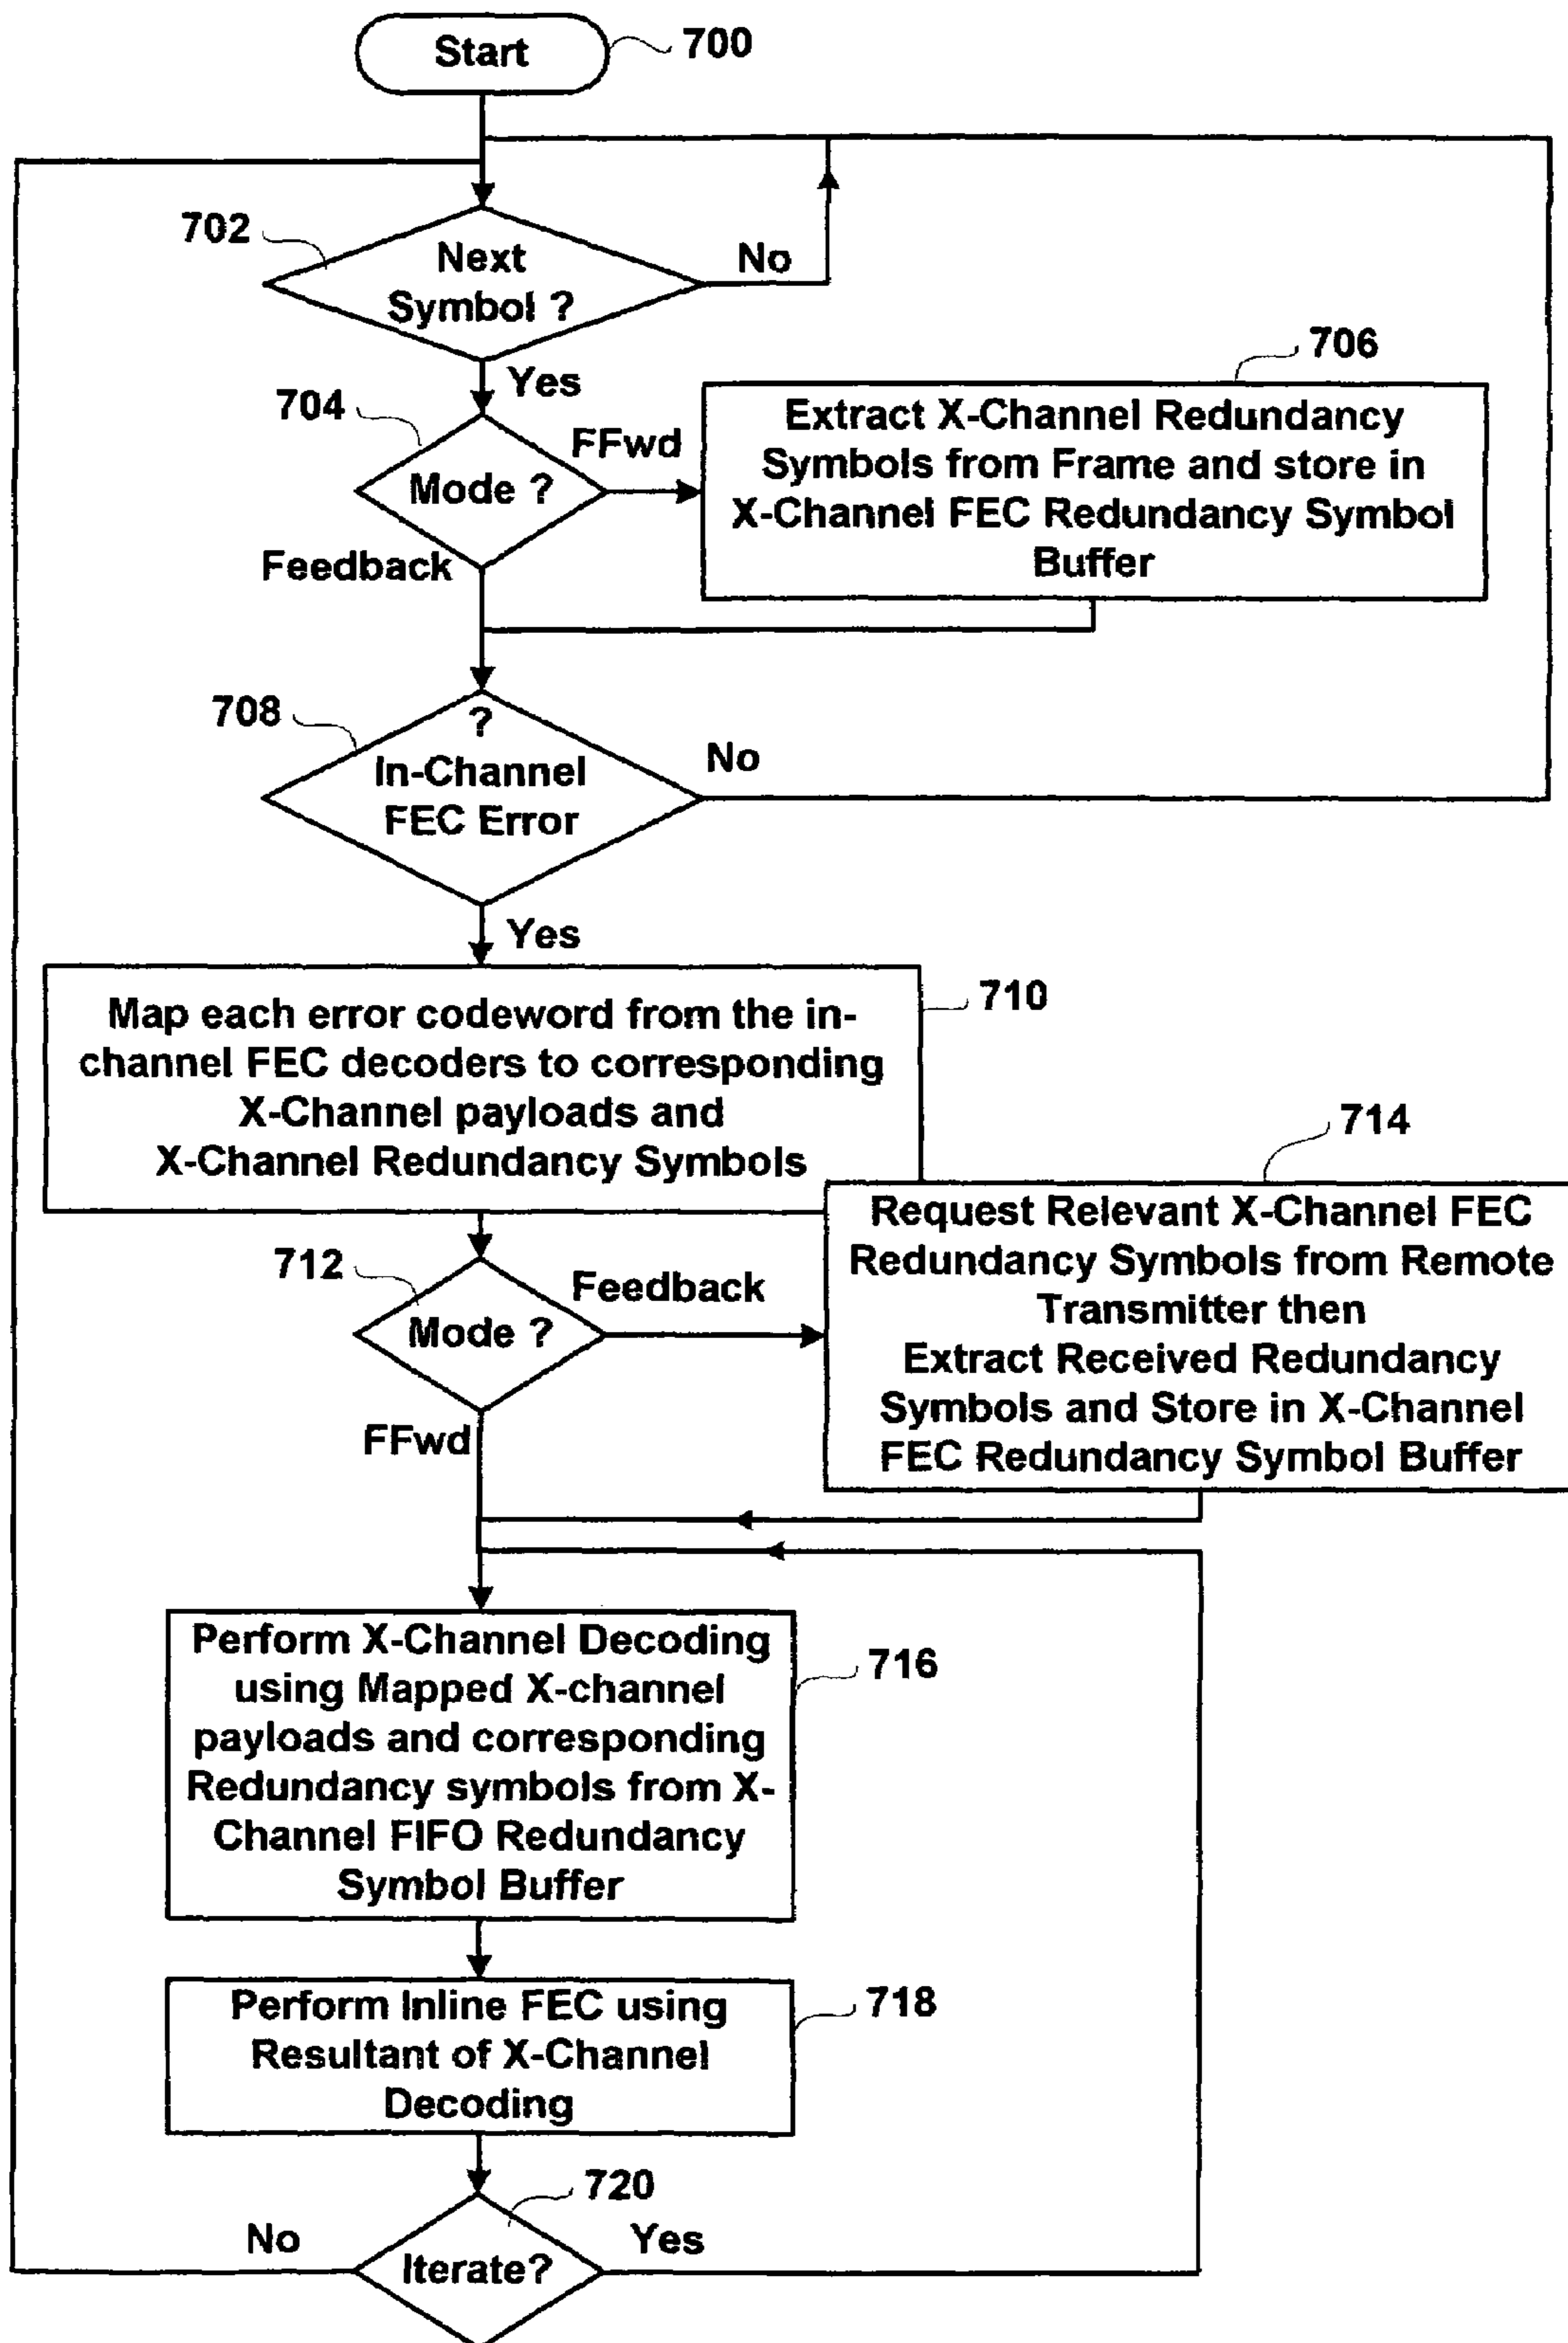 Start
700
702
Next
Symbol ?
No
Yes
704
Mode ?
FFwd
Feedback
706
Extract X-Channel Redundancy
Symbols from Frame and store in
X-Channel FEC Redundancy Symbol
Buffer
708
?
In-Channel
FEC Error
No
Yes
710
Map each error codeword from the in-
channel FEC decoders to corresponding
X-Channel payloads and
X-Channel Redundancy Symbols
712
Mode ?
Feedback
FFwd
714
Request Relevant X-Channel FEC
Redundancy Symbols from Remote
Transmitter then
Extract Received Redundancy
Symbols and Store in X-Channel
FEC Redundancy Symbol Buffer
Perform X-Channel Decoding
using Mapped X-channel
payloads and corresponding
Redundancy symbols from X-
Channel FIFO Redundancy
Symbol Buffer
716
Perform Inline FEC using
Resultant of X-Channel
Decoding
718
720
No
Iterate?
Yes